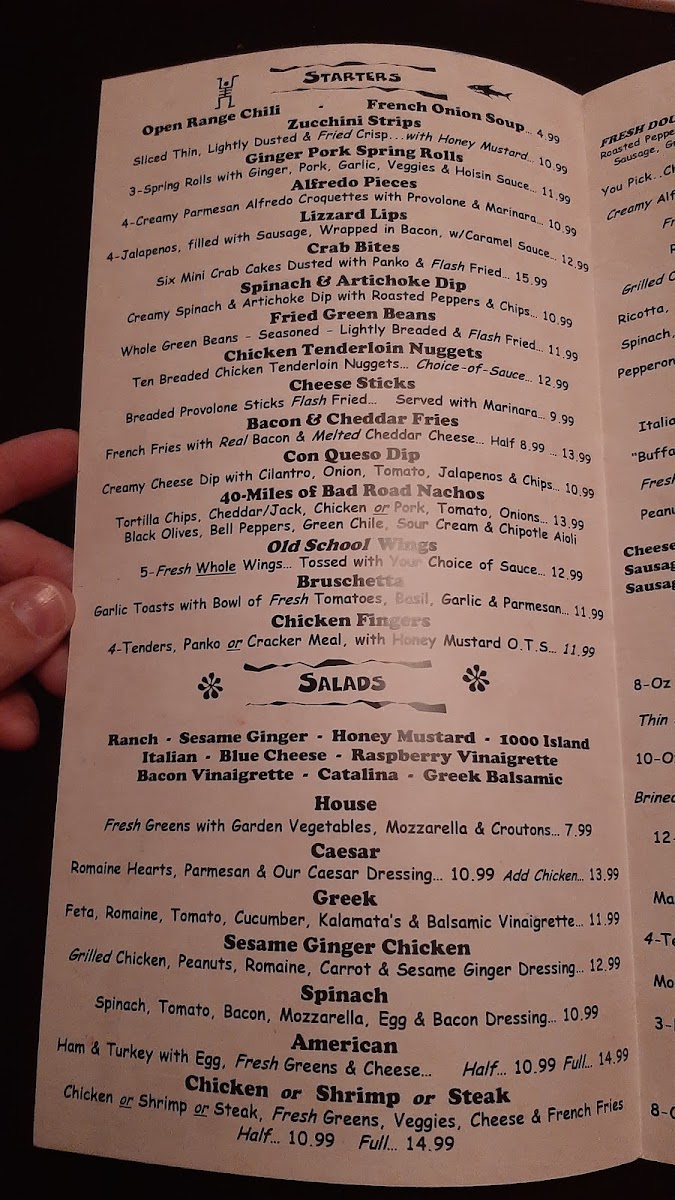 STARTERS
Open Range Chili - French Onion Soup... 4.99
Zucchini Strips
Sliced Thin, Lightly Dusted & Fried Crisp...with Honey Mustard... 10.99
Ginger Pork Spring Rolls
3-Spring Rolls with Ginger, Pork, Garlic, Veggies & Hoisin Sauce... 11.99
Alfredo Pieces
4-Creamy Parmesan Alfredo Croquettes with Provolone & Marinara... 10.99
Lizzard Lips
4-Jalapenos, filled with Sausage, Wrapped in Bacon, w/Caramel Sauce... 12.99
Crab Bites
Six Mini Crab Cakes Dusted with Panko & Flash Fried... 15.99
Spinach & Artichoke Dip
Creamy Spinach & Artichoke Dip with Roasted Peppers & Chips... 10.99
Fried Green Beans
Whole Green Beans - Seasoned - Lightly Breaded & Flash Fried... 11.99
Chicken Tenderloin Nuggets
Ten Breaded Chicken Tenderloin Nuggets... Choice-of-Sauce... 12.99
Cheese Sticks
Breaded Provolone Sticks Flash Fried... Served with Marinara... 9.99
Bacon & Cheddar Fries
French Fries with Real Bacon & Melted Cheddar Cheese... Half 8.99 ... 13.99
Con Queso Dip
Creamy Cheese Dip with Cilantro, Onion, Tomato, Jalapenos & Chips... 10.99
40-Miles of Bad Road Nachos
Tortilla Chips, Cheddar/Jack, Chicken or Pork, Tomato, Onions... 13.99
Black Olives, Bell Peppers, Green Chile, Sour Cream & Chipotle Aioli
Old School Wings
5-Fresh Whole Wings... Tossed with Your Choice of Sauce... 12.99
Bruschetta
Garlic Toasts with Bowl of Fresh Tomatoes, Basil, Garlic & Parmesan... 11.99
Chicken Fingers
4-Tenders, Panko or Cracker Meal, with Honey Mustard O.T.S... 11.99
SALADS
Ranch - Sesame Ginger - Honey Mustard - 1000 Island
Italian - Blue Cheese - Raspberry Vinaigrette
Bacon Vinaigrette - Catalina - Greek Balsamic
House
Fresh Greens with Garden Vegetables, Mozzarella & Croutons... 7.99
Caesar
Romaine Hearts, Parmesan & Our Caesar Dressing... 10.99 Add Chicken... 13.99
Greek
Feta, Romaine, Tomato, Cucumber, Kalamata's & Balsamic Vinaigrette... 11.99
Sesame Ginger Chicken
Grilled Chicken, Peanuts, Romaine, Carrot & Sesame Ginger Dressing... 12.99
Spinach
Spinach, Tomato, Bacon, Mozzarella, Egg & Bacon Dressing... 10.99
American
Ham & Turkey with Egg, Fresh Greens & Cheese... Half... 10.99 Full... 14.99
Chicken or Shrimp or Steak
Chicken or Shrimp or Steak, Fresh Greens, Veggies, Cheese & French Fries
Half... 10.99 Full... 14.99
FRESH
Roasted
Sausage,
You Pick..
Creamy
Grilled
Ricotta,
Spinach,
Cheese
8-Oz
Thin
12-
3-